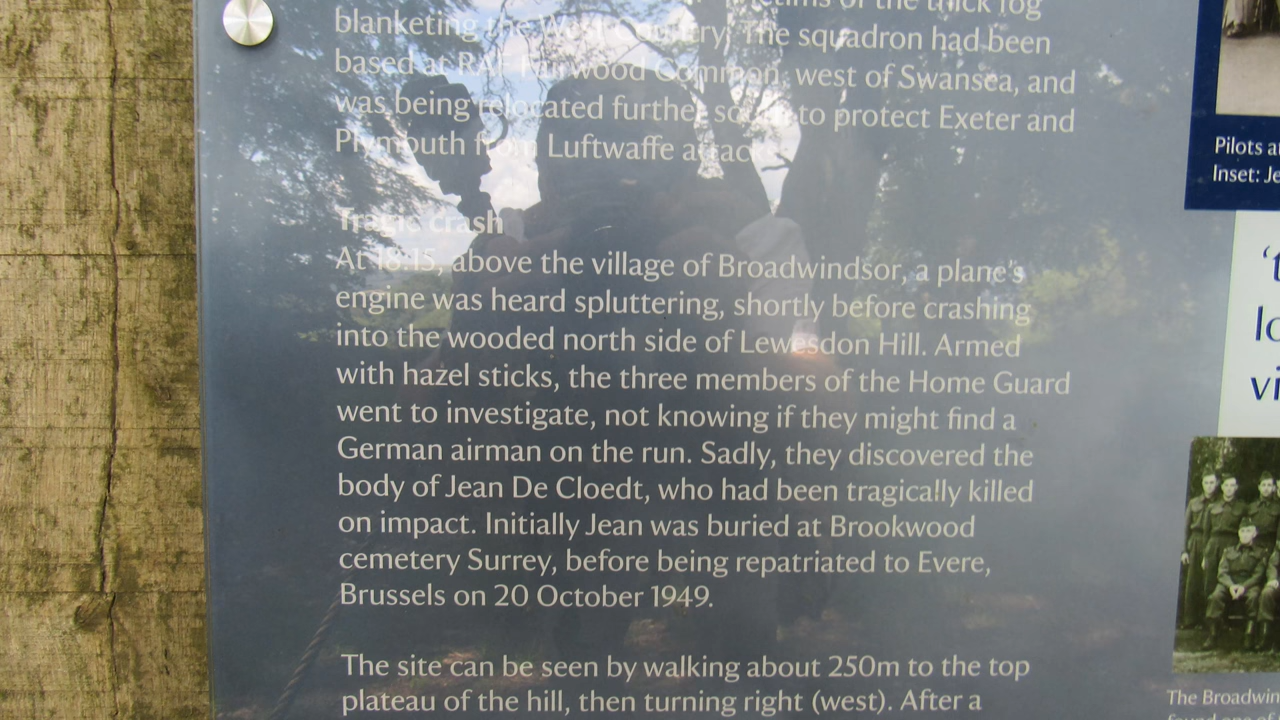 of the thick fog
blanketing the West Country. The squadron had been
based at RAF Fairwood Common, west of Swansea, and
was being relocated further south to protect Exeter and
Plymouth from Luftwaffe attack.
Tragic crash
At 18:15, above the village of Broadwindsor, a plane's
engine was heard spluttering, shortly before crashing
into the wooded north side of Lewesdon Hill. Armed
with hazel sticks, the three members of the Home Guard
went to investigate, not knowing if they might find a
German airman on the run. Sadly, they discovered the
body of Jean De Cloedt, who had been tragically killed
on impact. Initially Jean was buried at Brookwood
cemetery Surrey, before being repatriated to Evere,
Brussels on 20 October 1949.
The site can be seen by walking about 250m to the top
plateau of the hill, then turning right (west). After a
Pilots
Inset:
The